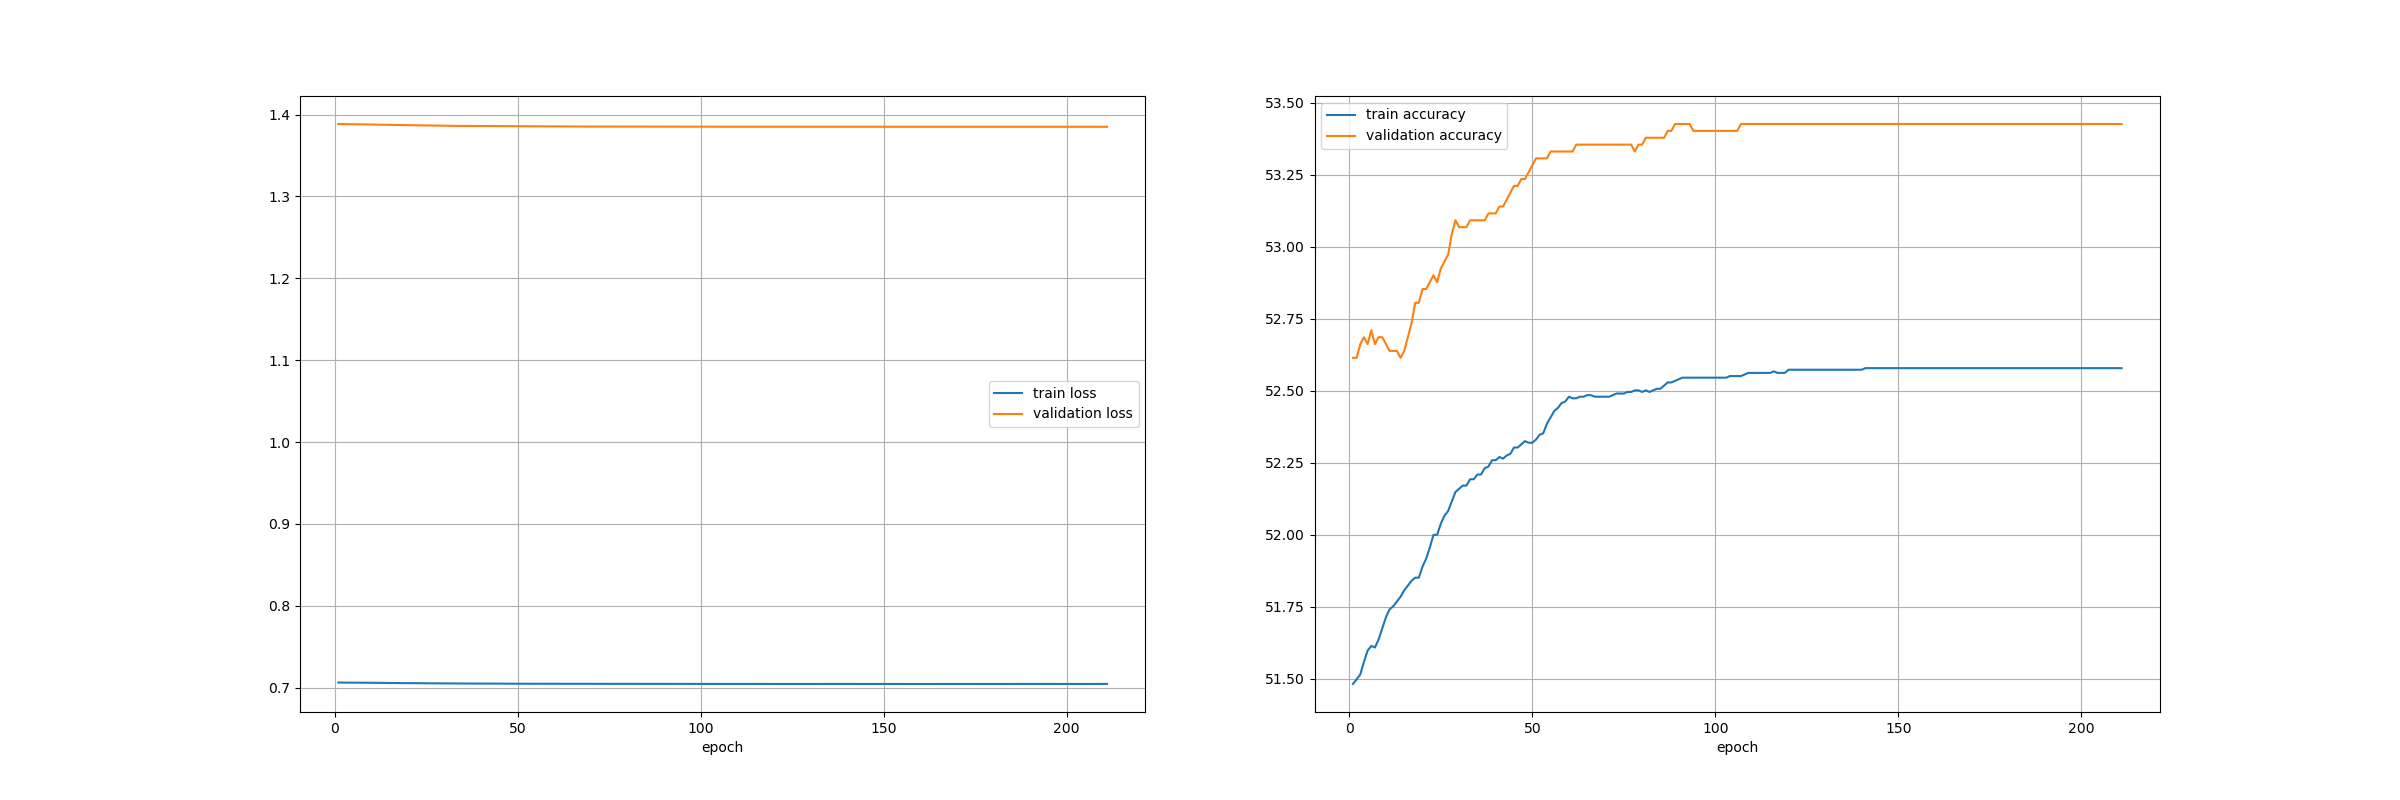 1.4
1.3
1.2
1.1
1.0
0.9
0.8
0.7
0 50 100 150 200
epoch
train loss
validation loss
53.50
53.25
53.00
52.75
52.50
52.25
52.00
51.75
51.50
0 50 100 150 200
epoch
train accuracy
validation accuracy